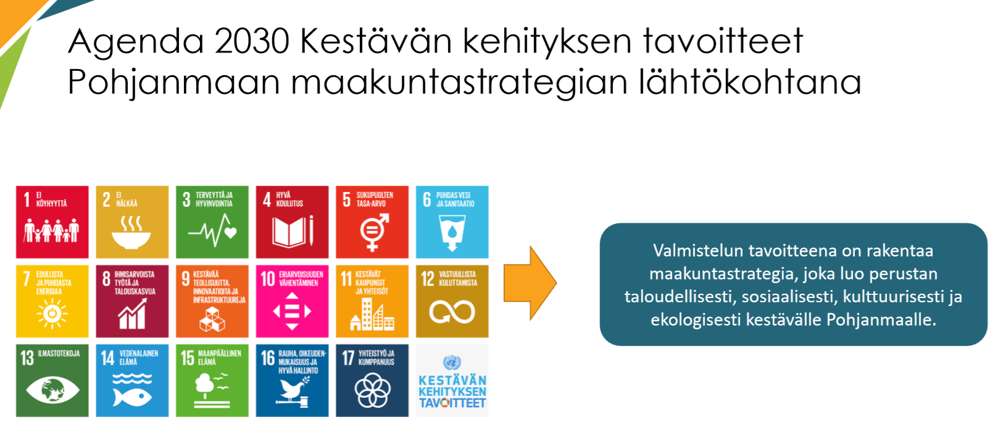 Agenda 2030 Kestävän kehityksen tavoitteet
Pohjanmaan maakuntastrategian lähtökohtana
1 EI
KÖYHYYTTÄ
2 EI
NÄLKÄÄ
3 TERVEYTTÄ JA
HYVINVOINTIA
4 HYVÄ
KOULUTUS
5 SUKUPUOLTEN
TASA-ARVO
6 PUHDAS VESI
JA SANITAATIO
7 EDULLISTA
JA PUHDASTA
ENERGIAA
8 IHMISARVOISTA
TYÖTÄ JA
TALOUSKASVUA
9 KESTÄVÄÄ
TEOLLISUUTTA,
INNOVAATIOITA JA
INFRASTRUKTUUREJA
10 ERIARVOISUUDEN
VÄHENTÄMINEN
11 KESTÄVÄT
KAUPUNGIT
JA YHTEISÖT
12 VASTUULLISTA
KULUTTAMISTA
13 ILMASTOTEKOJA
14 VEDENALAINEN
ELÄMÄ
15 MAANPÄÄLLINEN
ELÄMÄ
16 RAUHA, OIKEUDEN-
MUKAISUUS JA
HYVÄ HALLINTO
17 YHTEISTYÖ JA
KUMPPANUUS
KESTÄVÄN
KEHITYKSEN
TAVOITTEET
Valmistelun tavoitteena on rakentaa
maakuntastrategia, joka luo perustan
taloudellisesti, sosiaalisesti, kulttuurisesti ja
ekologisesti kestävälle Pohjanmaalle.